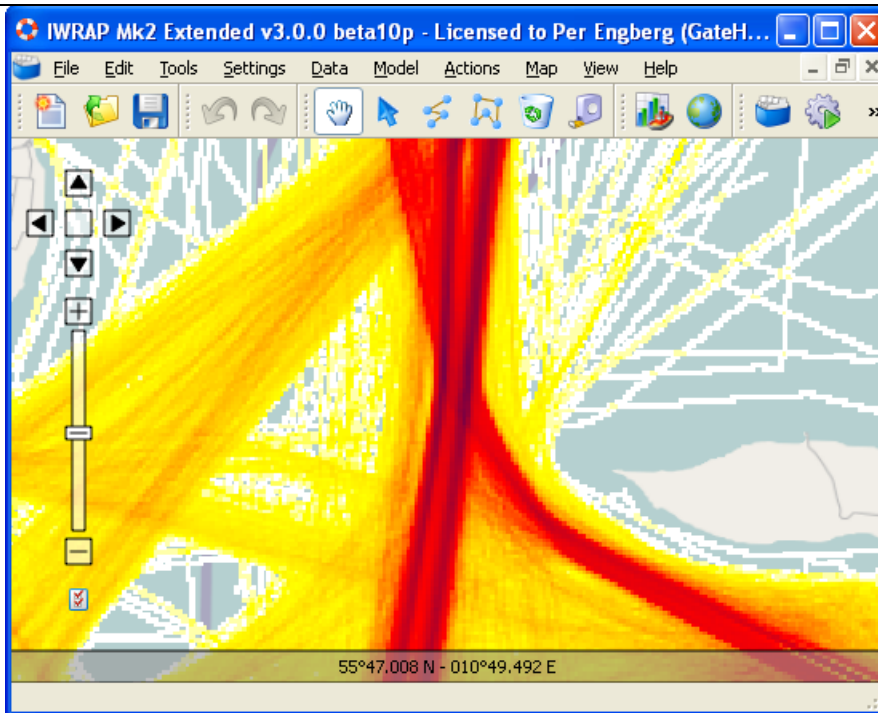 IWRAP Mk2 Extended v3.0.0 beta10p - Licensed to Per Engberg (GateH...
File Edit Tools Settings Data Model Actions Map View Help
55°47.008 N - 010°49.492 E